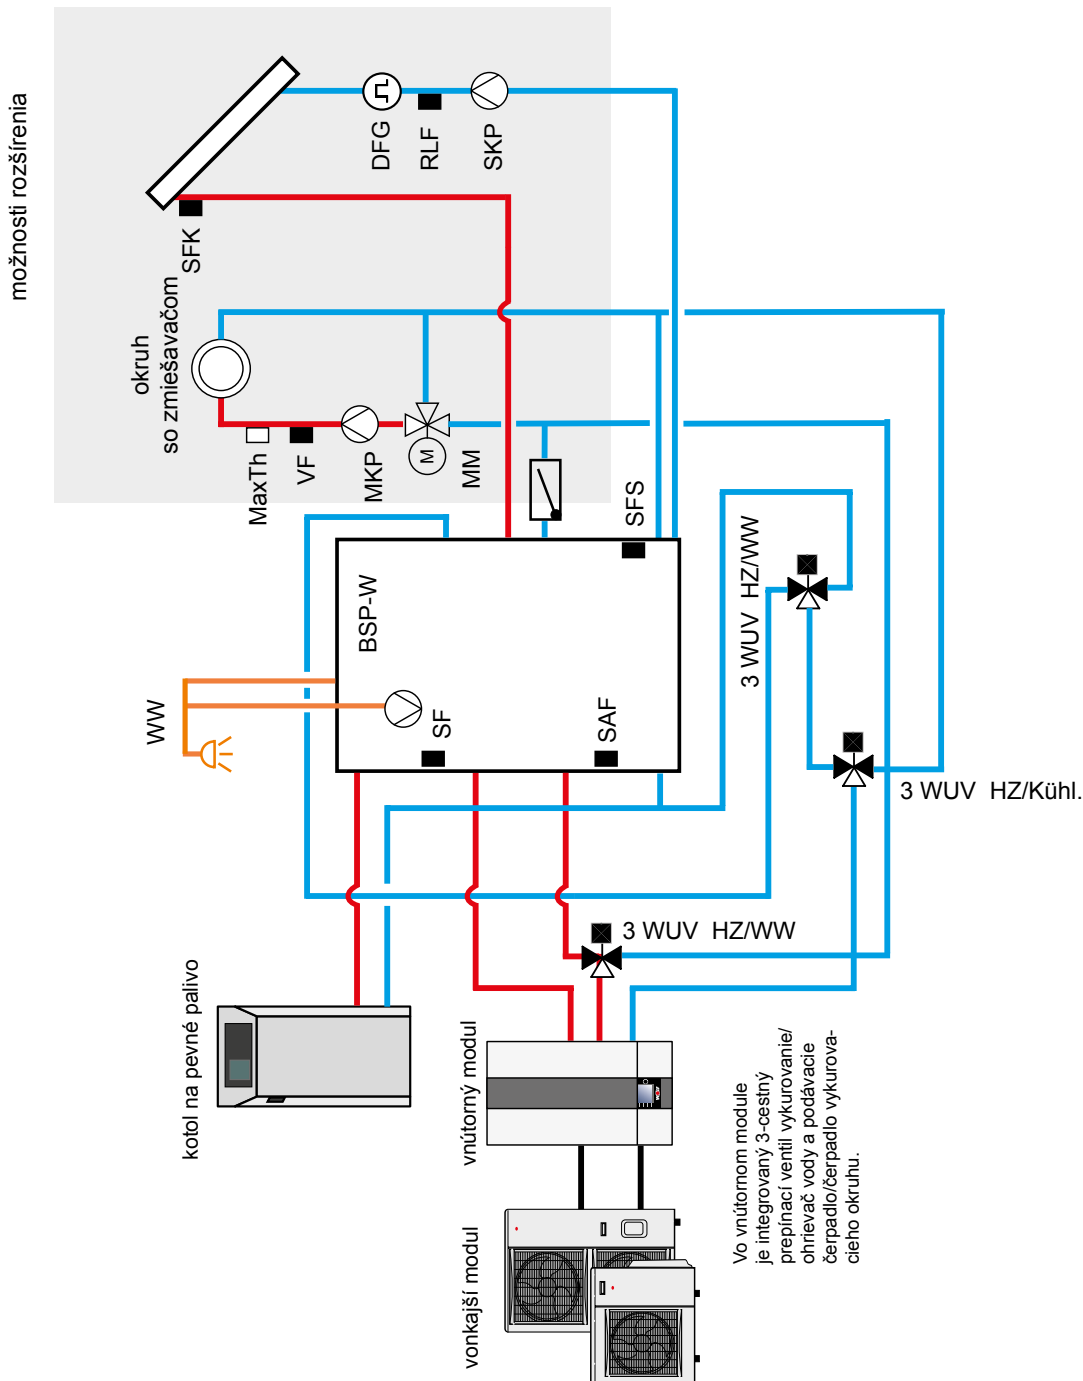 možnosti rozšírenia
DFG
RLF
SKP
SFK
okruh
so zmiešavačom
MaxTh
VF
MKP
M
MM
SFS
BSP-W
3 WUV HZ/WW
WW
SF
SAF
3 WUV HZ/Kühl.
3 WUV HZ/WW
kotol na pevné palivo
vnútorný modul
vonkajší modul
Vo vnútornom module
je integrovaný 3-cestný
prepínací ventil vykurovanie/
ohrievač vody a podávacie
čerpadlo/čerpadlo vykurova-
cieho okruhu.